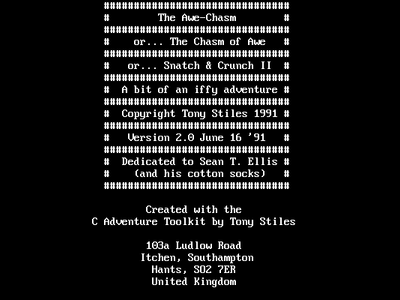 ###############################
#        The Awe-Chasm        #
###############################
#    or... The Chasm of Awe   #
###############################
#   or... Snatch & Crunch II  #
###############################
#  A bit of an iffy adventure #
###############################
#  Copyright Tony Stiles 1991 #
###############################
#   Version 2.0 June 16 '91   #
###############################
#  Dedicated to Sean T. Ellis #
#    (and his cotton socks)   #
###############################
Created with the
C Adventure Toolkit by Tony Stiles
103a Ludlow Road
Itchen, Southampton
Hants, SO2 7ER
United Kingdom